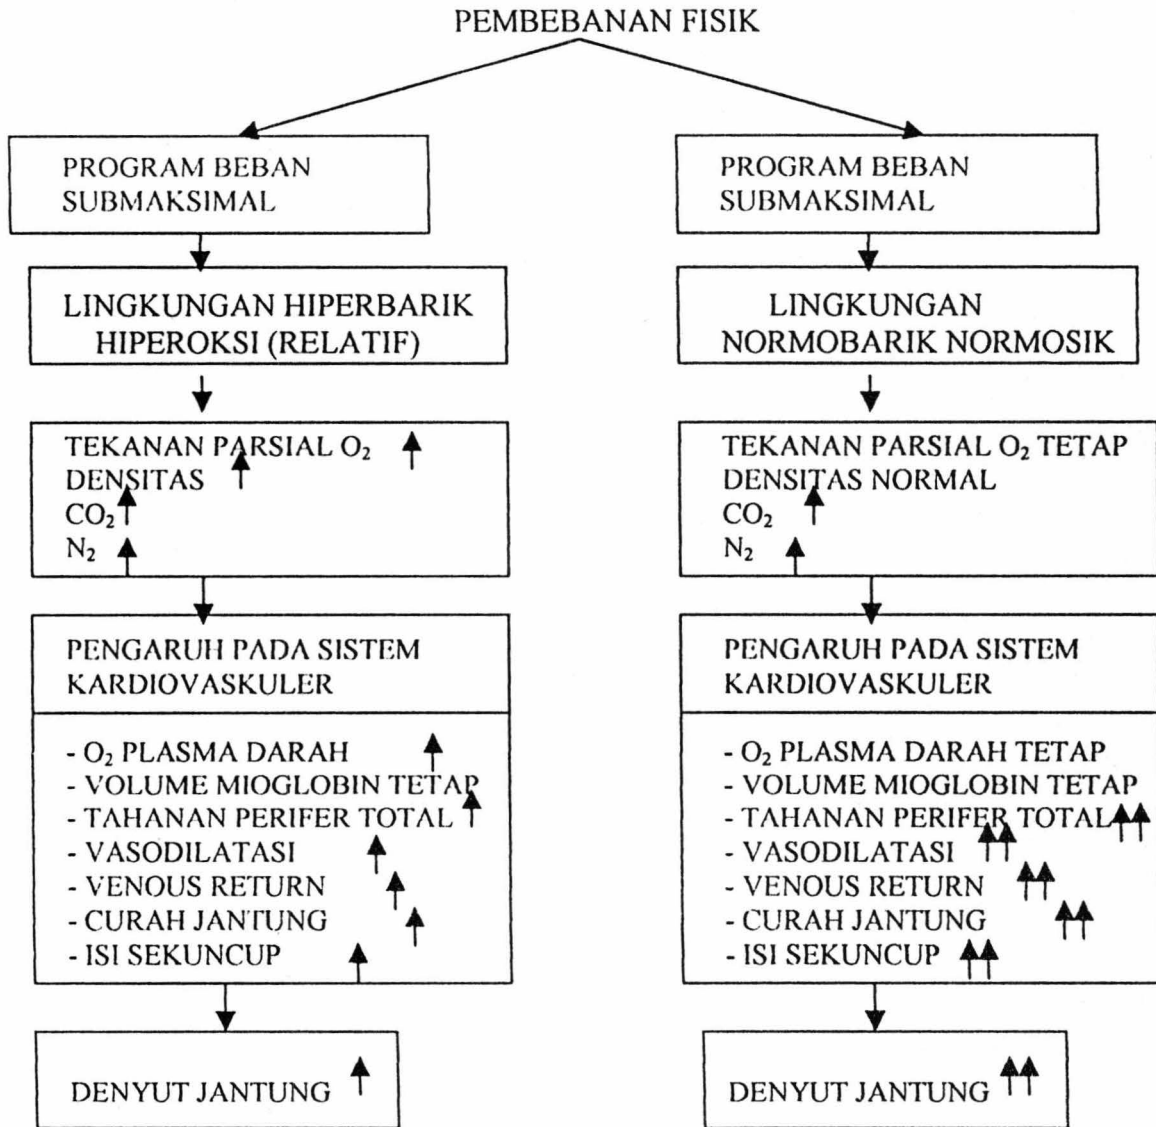 PEMBEBANAN FISIK
PROGRAM BEBAN
SUBMAKSIMAL
LINGKUNGAN HIPERBARIK
HIPEROKSI (RELATIF)
TEKANAN PARSIAL O₂ ↑
DENSITAS ↑
CO₂ ↑
N₂ ↑
PENGARUH PADA SISTEM
KARDIOVASKULER
- O₂ PLASMA DARAH ↑
- VOLUME MIOGLOBIN TETAP
- TAHANAN PERIFER TOTAL ↑
- VASODILATASI ↑
- VENOUS RETURN ↑
- CURAH JANTUNG ↑
- ISI SEKUNCUP ↑
DENYUT JANTUNG ↑
PROGRAM BEBAN
SUBMAKSIMAL
LINGKUNGAN
NORMOBARIK NORMOSIK
TEKANAN PARSIAL O₂ TETAP
DENSITAS NORMAL
CO₂ ↑
N₂ ↑
PENGARUH PADA SISTEM
KARDIOVASKULER
- O₂ PLASMA DARAH TETAP
- VOLUME MIOGLOBIN TETAP
- TAHANAN PERIFER TOTAL ↑↑
- VASODILATASI ↑↑
- VENOUS RETURN ↑↑
- CURAH JANTUNG ↑↑
- ISI SEKUNCUP ↑↑
DENYUT JANTUNG ↑↑